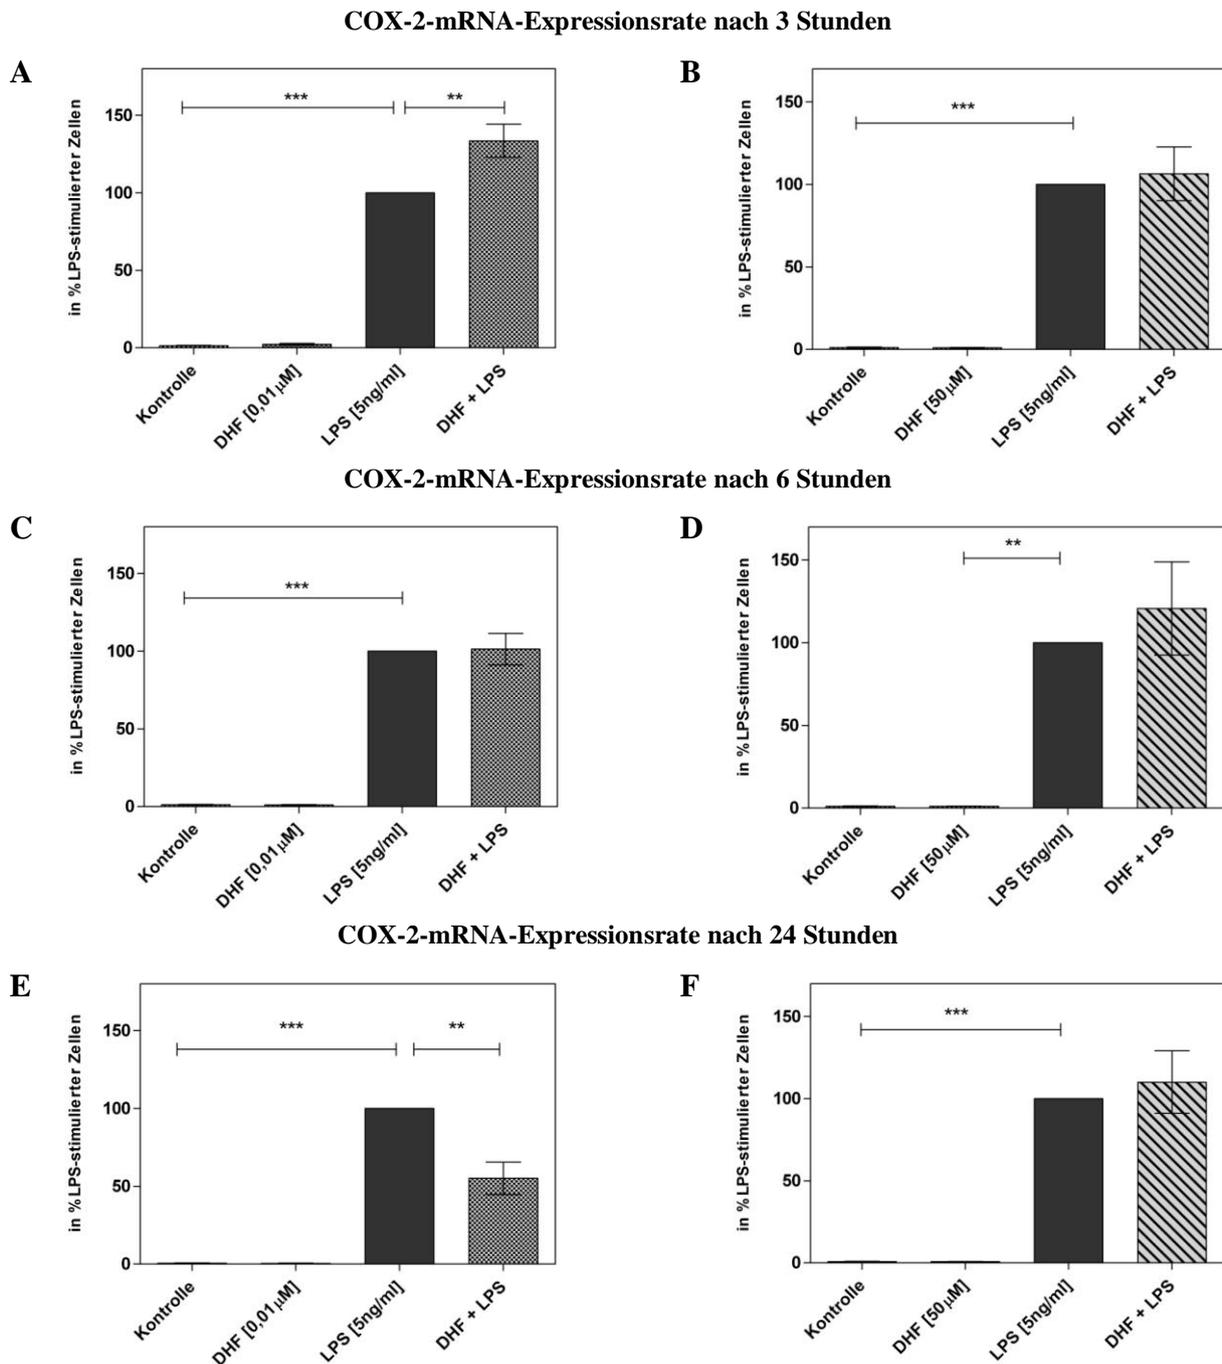 COX-2-mRNA-Expressionsrate nach 3 Stunden
A
in %LPS-stimulierter Zellen
150
100
50
0
***
**
Kontrolle
DHF [0,01µM]
LPS [5ng/ml]
DHF + LPS
B
in %LPS-stimulierter Zellen
150
100
50
0
***
Kontrolle
DHF [50µM]
LPS [5ng/ml]
DHF + LPS
COX-2-mRNA-Expressionsrate nach 6 Stunden
C
in %LPS-stimulierter Zellen
150
100
50
0
***
Kontrolle
DHF [0,01µM]
LPS [5ng/ml]
DHF + LPS
D
in %LPS-stimulierter Zellen
150
100
50
0
**
Kontrolle
DHF [50µM]
LPS [5ng/ml]
DHF + LPS
COX-2-mRNA-Expressionsrate nach 24 Stunden
E
in %LPS-stimulierter Zellen
150
100
50
0
***
**
Kontrolle
DHF [0,01µM]
LPS [5ng/ml]
DHF + LPS
F
in %LPS-stimulierter Zellen
150
100
50
0
***
Kontrolle
DHF [50µM]
LPS [5ng/ml]
DHF + LPS